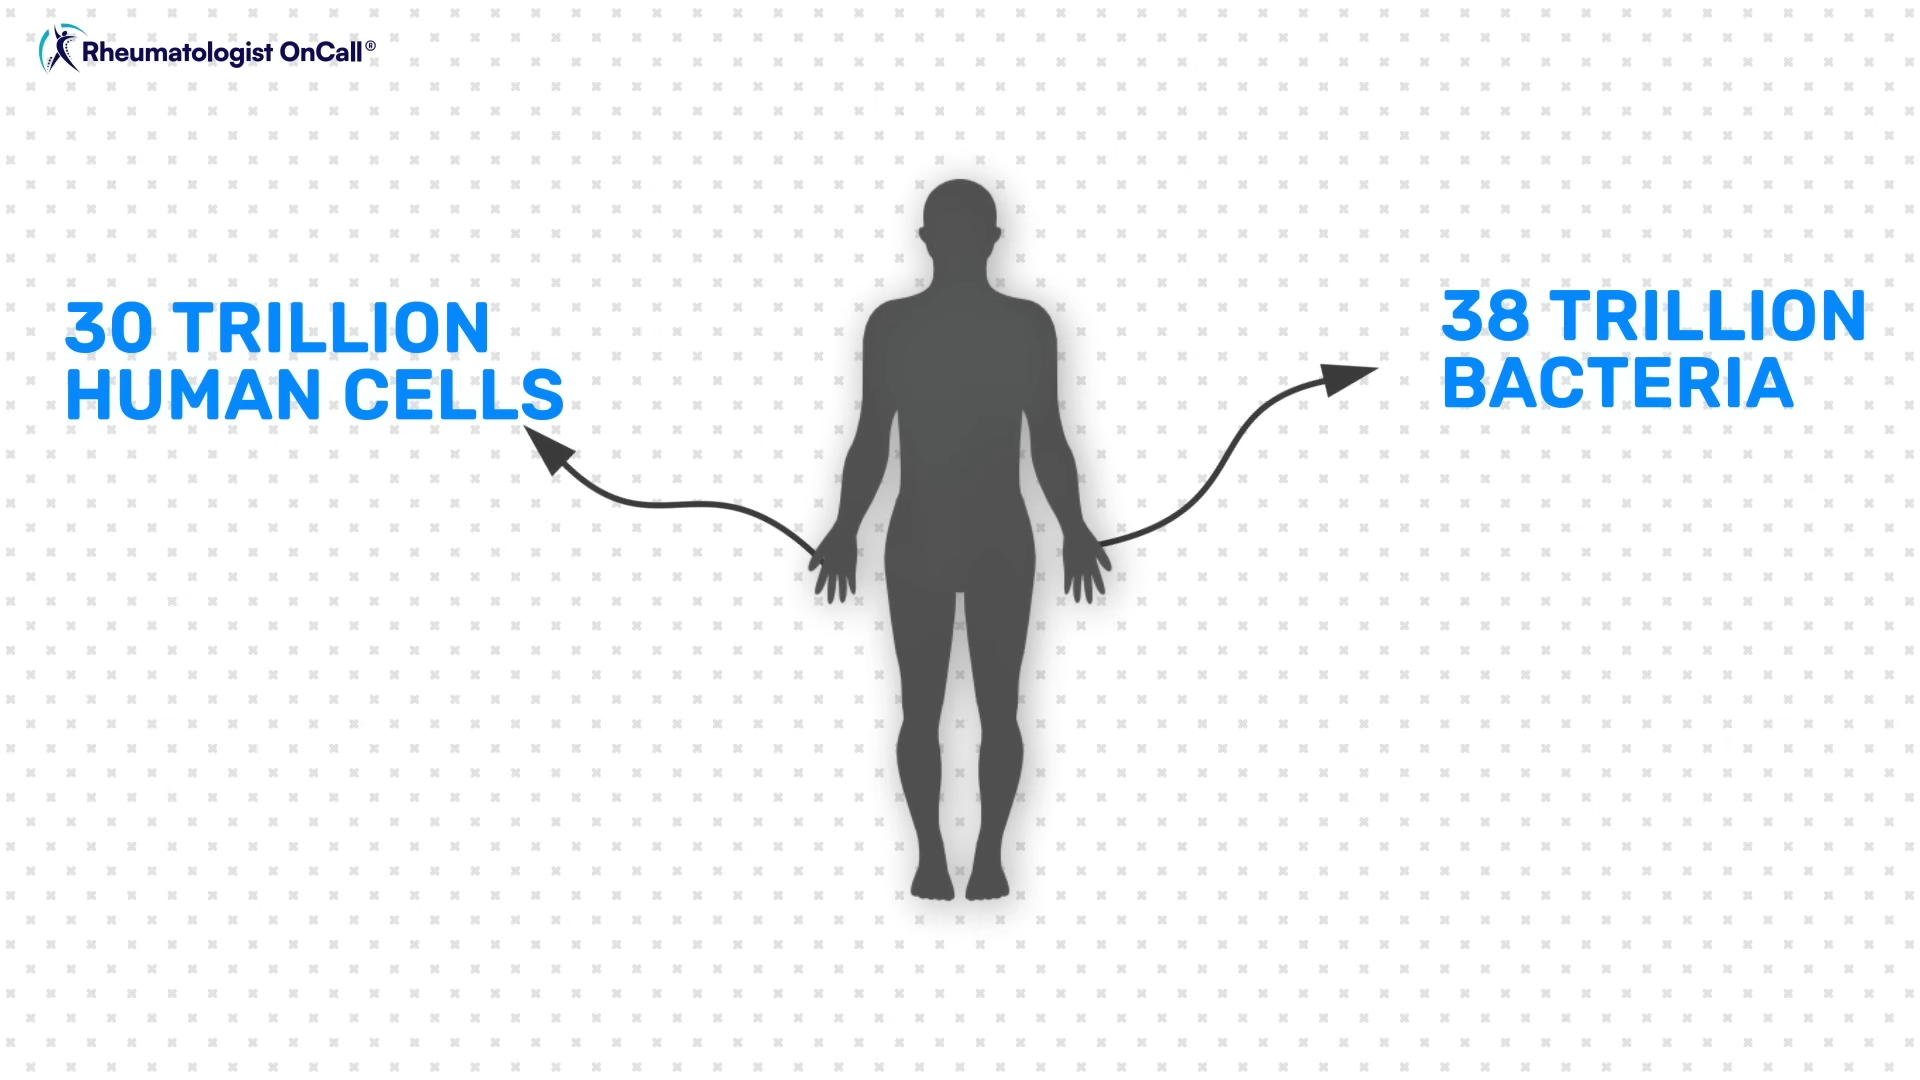 Rheumatologist OnCall®
30 TRILLION
HUMAN CELLS
38 TRILLION
BACTERIA